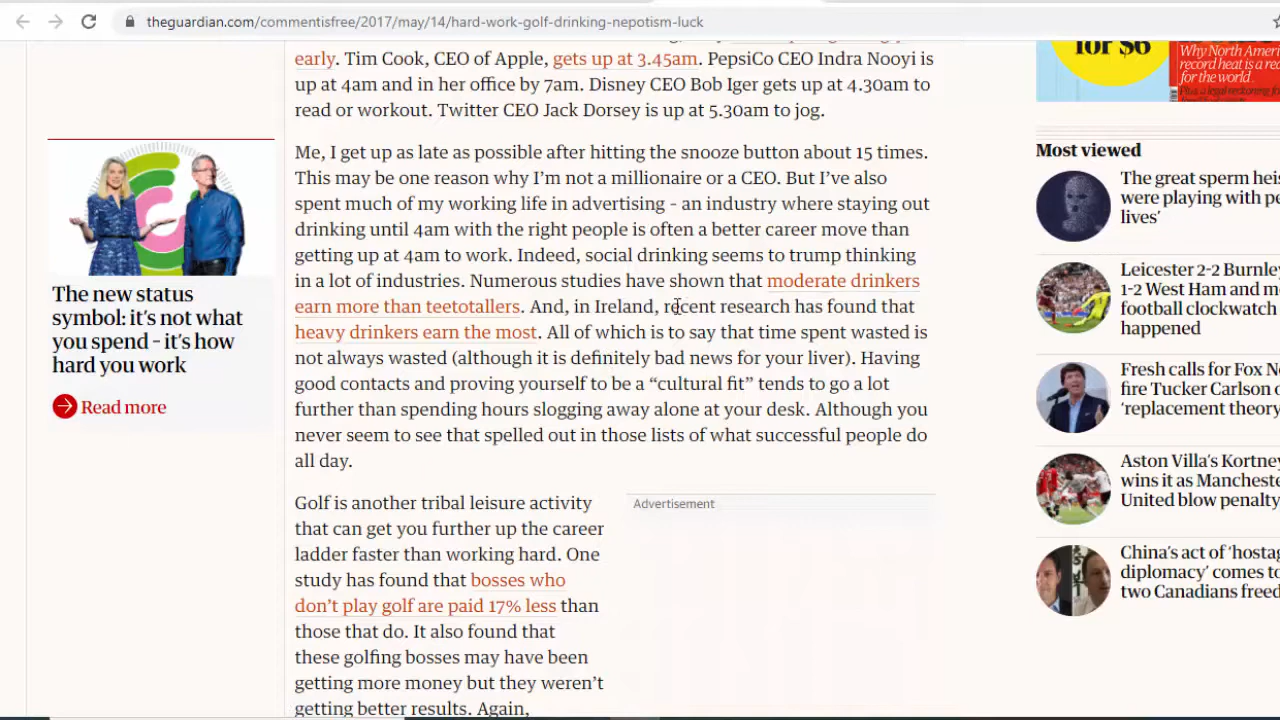 theguardian.com/commentisfree/2017/may/14/hard-work-golf-drinking-nepotism-luck
early. Tim Cook, CEO of Apple, gets up at 3.45am. PepsiCo CEO Indra Nooyi is
up at 4am and in her office by 7am. Disney CEO Bob Iger gets up at 4.30am to
read or workout. Twitter CEO Jack Dorsey is up at 5.30am to jog.
Me, I get up as late as possible after hitting the snooze button about 15 times.
This may be one reason why I'm not a millionaire or a CEO. But I've also
spent much of my working life in advertising – an industry where staying out
drinking until 4am with the right people is often a better career move than
getting up at 4am to work. Indeed, social drinking seems to trump thinking
in a lot of industries. Numerous studies have shown that moderate drinkers
earn more than teetotallers. And, in Ireland, recent research has found that
heavy drinkers earn the most. All of which is to say that time spent wasted is
not always wasted (although it is definitely bad news for your liver). Having
good contacts and proving yourself to be a “cultural fit” tends to go a lot
further than spending hours slogging away alone at your desk. Although you
never seem to see that spelled out in those lists of what successful people do
all day.
Golf is another tribal leisure activity
that can get you further up the career
ladder faster than working hard. One
study has found that bosses who
don't play golf are paid 17% less than
those that do. It also found that
these golfing bosses may have been
getting more money but they weren't
getting better results. Again,
Advertisement
The new status
symbol: it's not what
you spend – it's how
hard you work
Read more
for $6
Why North Ameri
record heat is a rea
for the world.
Plus, a legal reckoning for
Most viewed
The great sperm heis
were playing with pe
lives'
Leicester 2-2 Burnley
1-2 West Ham and m
football clockwatch
happened
Fresh calls for Fox N
fire Tucker Carlson o
'replacement theory
Aston Villa's Kortney
wins it as Manchest
United blow penalty
China's act of 'hostag
diplomacy' comes to
two Canadians freed